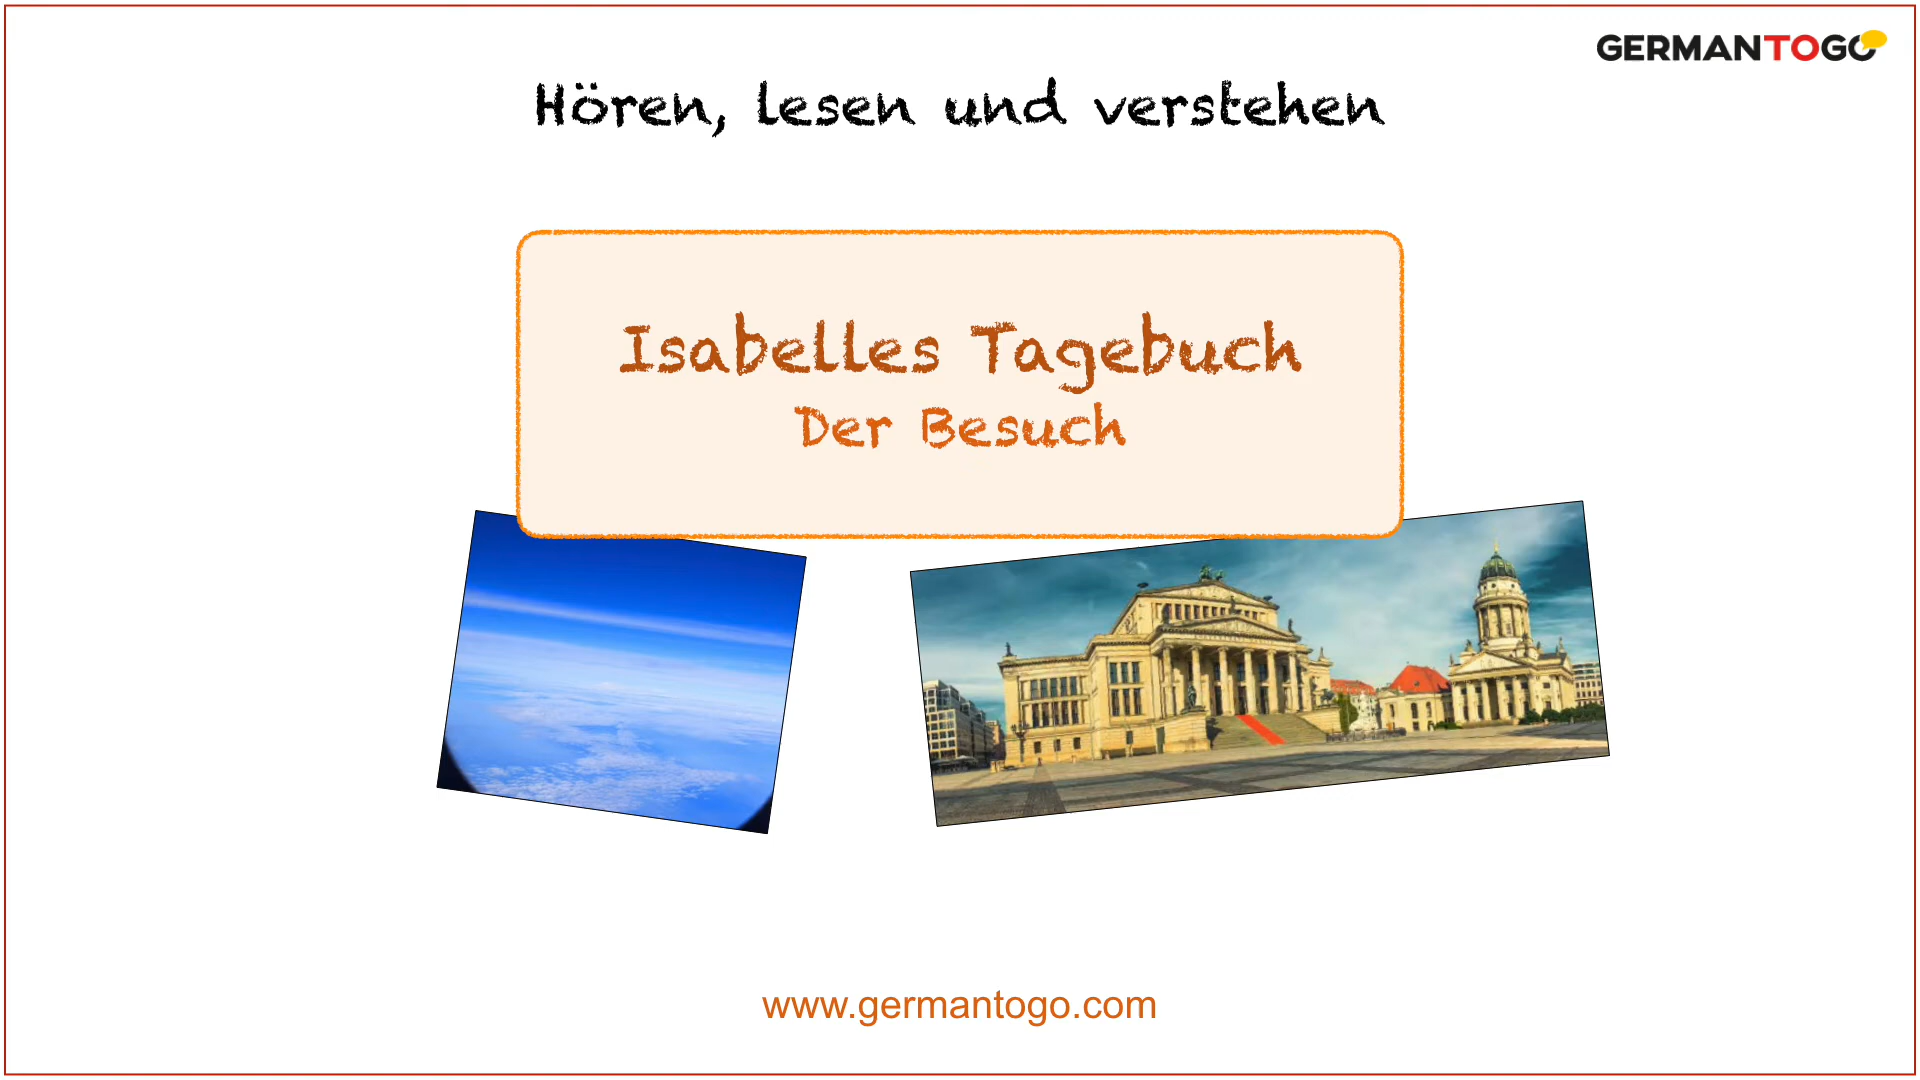 GERMANTOGO
Hören, lesen und verstehen
Isabelles Tagebuch
Der Besuch
www.germantogo.com